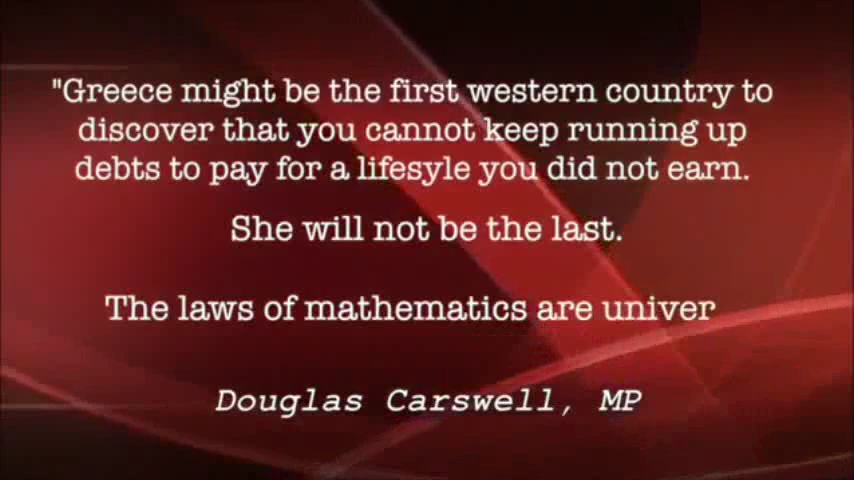 "Greece might be the first western country to
discover that you cannot keep running up
debts to pay for a lifesyle you did not earn.
She will not be the last.
The laws of mathematics are univer
Douglas Carswell, MP